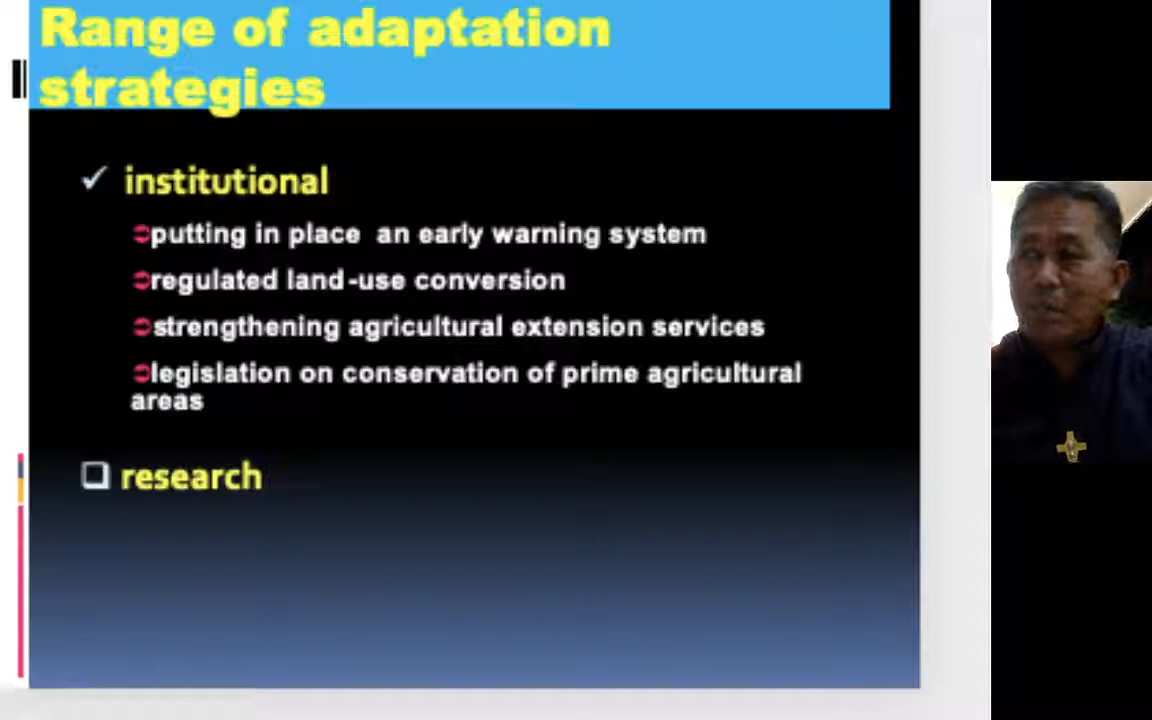 Range of adaptation
strategies
institutional
putting in place an early warning system
regulated land-use conversion
strengthening agricultural extension services
legislation on conservation of prime agricultural
areas
research